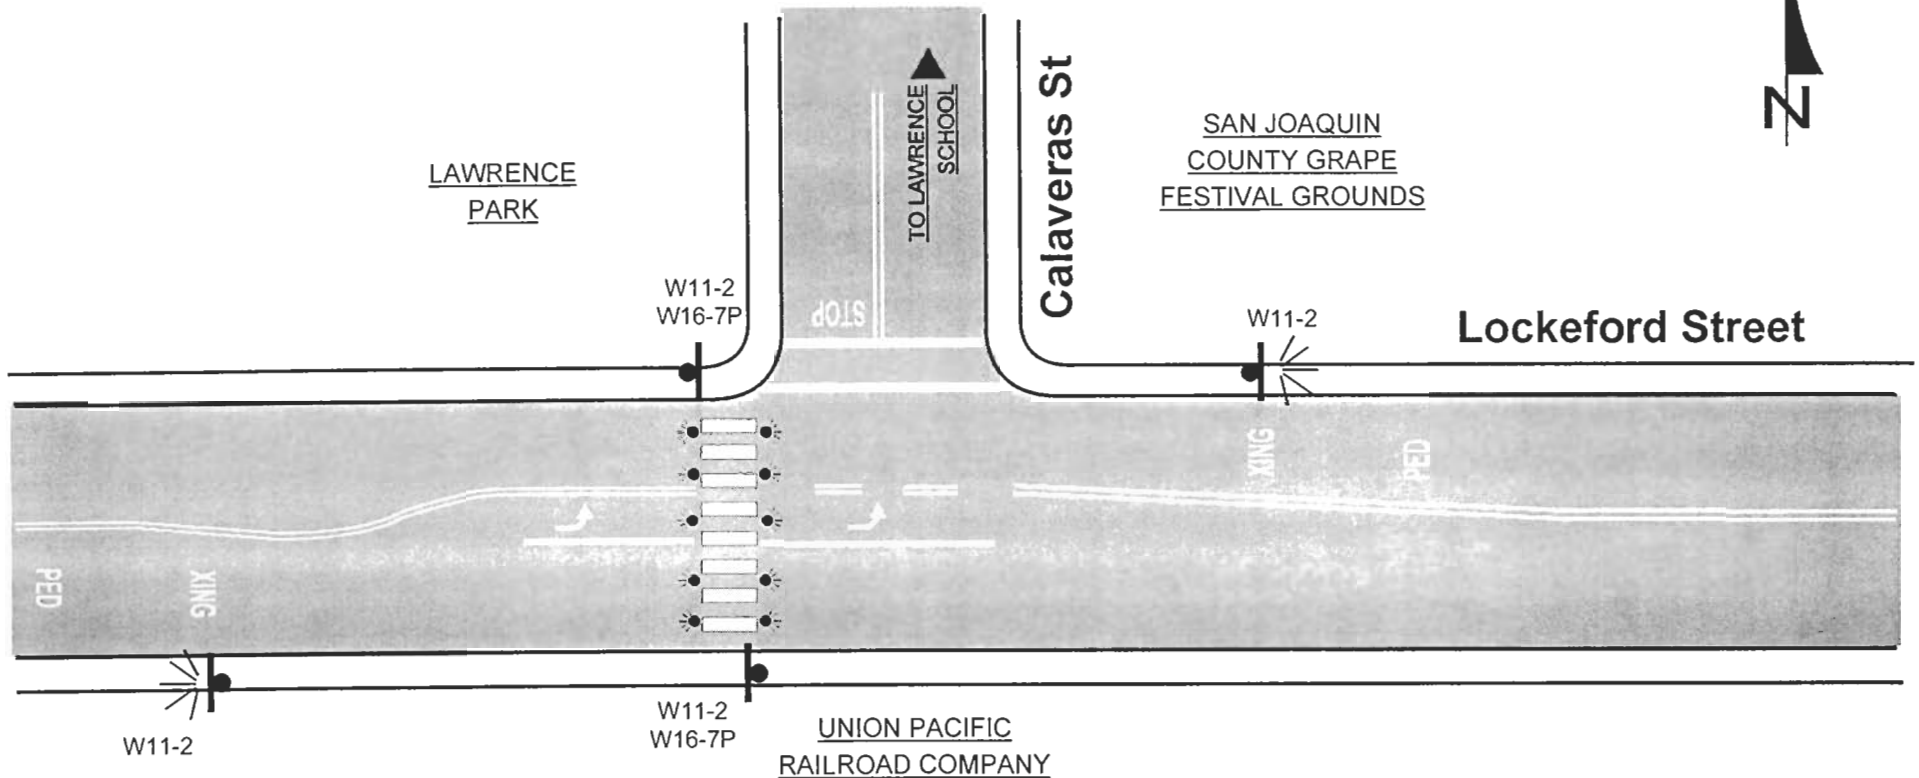 TO LAWRENCE
SCHOOL
Calaveras St
N
SAN JOAQUIN
COUNTY GRAPE
FESTIVAL GROUNDS
LAWRENCE
PARK
W11-2
W16-7P
STOP
W11-2
Lockeford Street
XING
PED
PED
XING
W11-2
W11-2
W16-7P
UNION PACIFIC
RAILROAD COMPANY